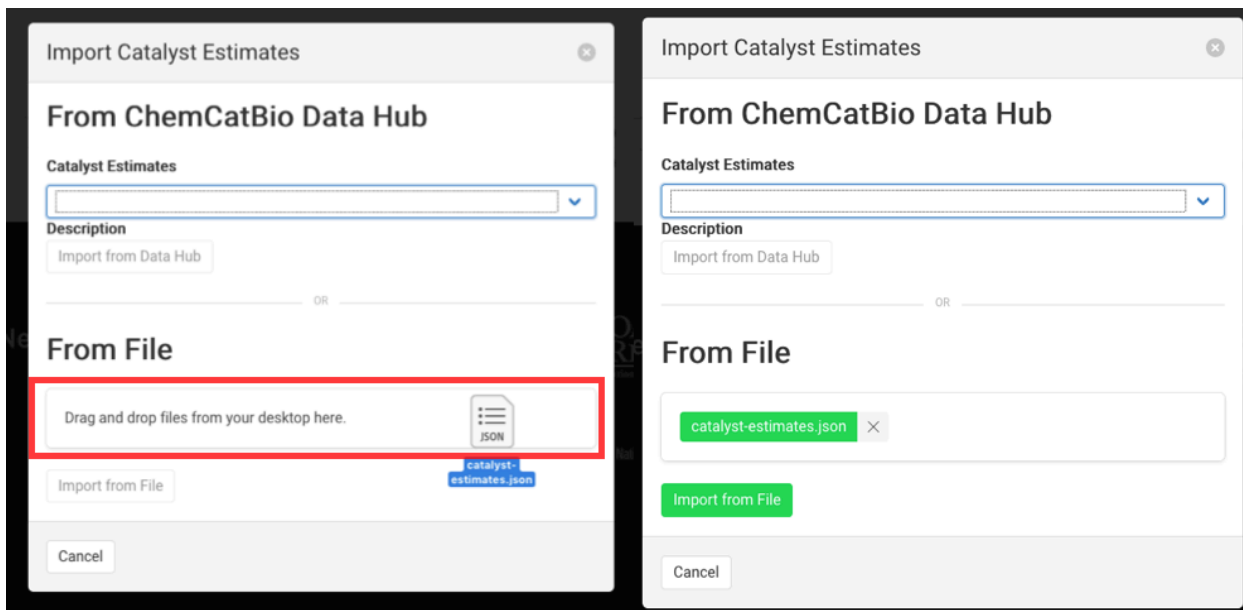 Import Catalyst Estimates
From ChemCatBio Data Hub
Catalyst Estimates
Description
Import from Data Hub
OR
From File
Drag and drop files from your desktop here.
JSON
catalyst-
estimates.json
Import from File
Cancel
Import Catalyst Estimates
From ChemCatBio Data Hub
Catalyst Estimates
Description
Import from Data Hub
OR
From File
catalyst-estimates.json
Import from File
Cancel